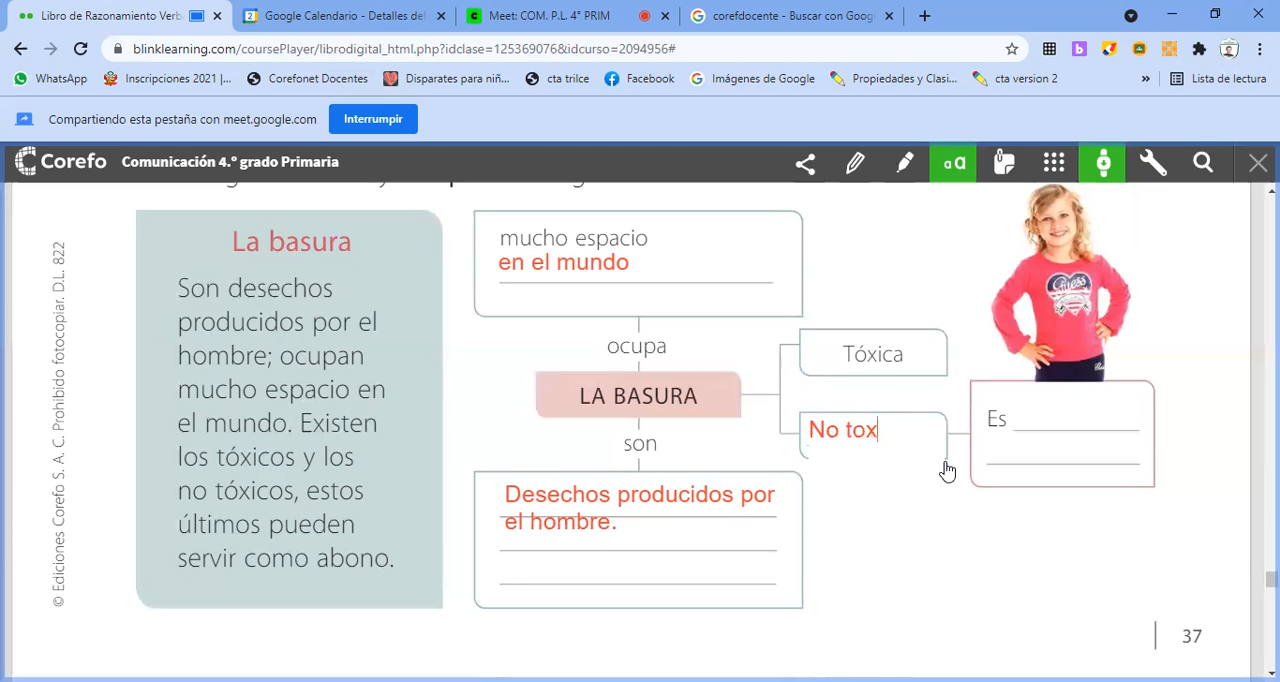 Libro de Razonamiento Verb
Google Calendario - Detalles del
Meet: COM. P.L. 4° PRIM
corefdocente - Buscar con Goog
blinklearning.com/coursePlayer/librodigital_html.php?idclase=125369076&idcurso=2094956#
WhatsApp
Inscripciones 2021 |...
Corefonet Docentes
Disparates para niñ...
cta trilce
Facebook
Imágenes de Google
Propiedades y Clasi...
cta version 2
»
Lista de lectura
Compartiendo esta pestaña con meet.google.com
Interrumpir
Corefo
Comunicación 4.º grado Primaria
aa
© Ediciones Corefo S. A. C. Prohibido fotocopiar. D.L. 822
La basura
Son desechos
producidos por el
hombre; ocupan
mucho espacio en
el mundo. Existen
los tóxicos y los
no tóxicos, estos
últimos pueden
servir como abono.
mucho espacio
en el mundo
ocupa
LA BASURA
son
Desechos producidos por
el hombre.
Tóxica
No tox
Es
Guess
37